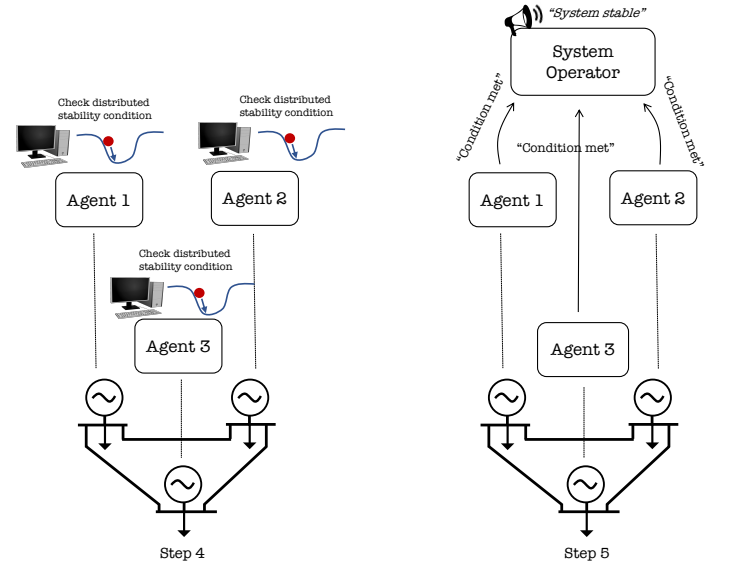 Check distributed
stability condition
Check distributed
stability condition
Agent 1
Agent 2
Check distributed
stability condition
Agent 3
Step 4
"System stable"
System
Operator
"Condition met"
"Condition met"
"Condition met"
Agent 1
Agent 2
Agent 3
Step 5